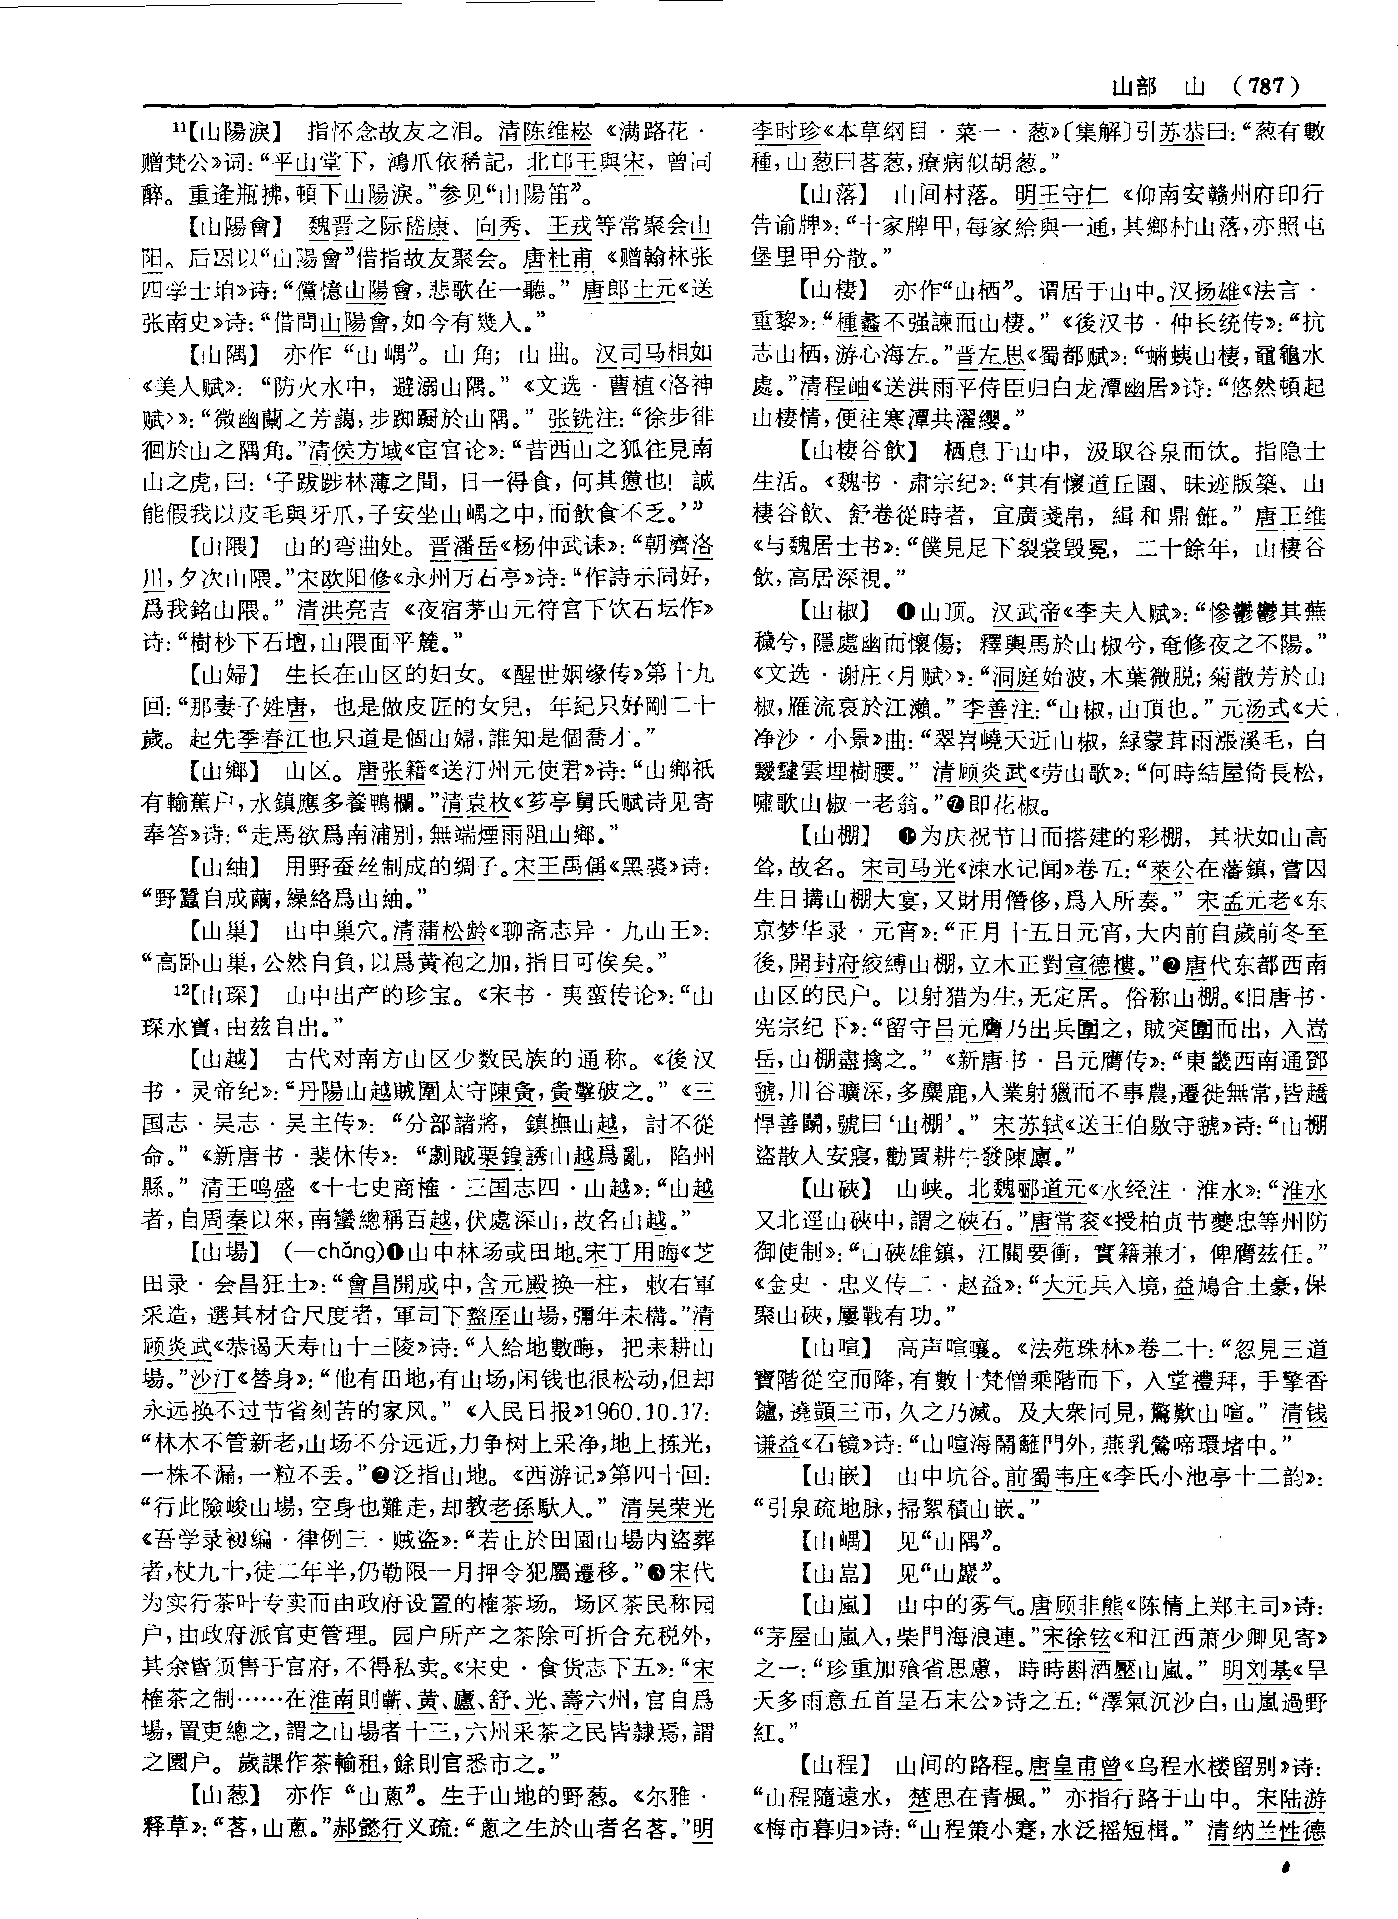 山部　山　（787）
¹¹【山陽淚】　指怀念故友之泪。清陈维崧《满路花·
赠梵公》词：“平山堂下，鴻爪依稀記，北邙王與宋，曾同
醉。重逢瓶拂，頓下山陽淚。”参见“山陽笛”。
【山陽會】　魏晋之际嵇康、向秀、王戎等常聚会山
阳。后因以“山陽會”借指故友聚会。唐杜甫《赠翰林张
四学士垍》诗：“儻憶山陽會，悲歌在一聽。”唐郎士元《送
张南史》诗：“借問山陽會，如今有幾人。”
【山隅】　亦作“山嵎”。山角；山曲。汉司马相如
《美人赋》：“防火水中，避溺山隅。”《文选·曹植〈洛神
赋〉》：“微幽蘭之芳藹，步踟躕於山隅。”张铣注：“徐步徘
徊於山之隅角。”清侯方域《宦官论》：“昔西山之狐往見南
山之虎，曰：‘子跋踄林薄之間，日一得食，何其憊也！誠
能假我以皮毛與牙爪，子安坐山嵎之中，而飲食不乏。’”
【山隈】　山的弯曲处。晋潘岳《杨仲武诔》：“朝濟洛
川，夕次山隈。”宋欧阳修《永州万石亭》诗：“作詩示同好，
爲我銘山隈。”清洪亮吉《夜宿茅山元符宫下饮石坛作》
诗：“樹杪下石壇，山隈面平麓。”
【山婦】　生长在山区的妇女。《醒世姻缘传》第十九
回：“那妻子姓唐，也是做皮匠的女兒，年紀只好剛二十
歲。起先季春江也只道是個山婦，誰知是個喬才。”
【山鄉】　山区。唐张籍《送汀州元使君》诗：“山鄉祇
有輸蕉户，水鎮應多養鴨欄。”清袁枚《芗亭舅氏赋诗见寄
奉答》诗：“走馬欲爲南浦别，無端煙雨阻山鄉。”
【山紬】　用野蚕丝制成的绸子。宋王禹偁《黑裘》诗：
“野蠶自成繭，繰絡爲山紬。”
【山巢】　山中巢穴。清蒲松龄《聊斋志异·九山王》：
“高卧山巢，公然自負，以爲黄袍之加，指日可俟矣。”
¹²【山琛】　山中出产的珍宝。《宋书·夷蛮传论》：“山
琛水寶，由兹自出。”
【山越】　古代对南方山区少数民族的通称。《後汉
书·灵帝纪》：“丹陽山越賊圍太守陳夤，夤擊破之。”《三
国志·吴志·吴主传》：“分部諸將，鎮撫山越，討不從
命。”《新唐书·裴休传》：“劇賊栗鍠誘山越爲亂，陷州
縣。”清王鸣盛《十七史商榷·三国志四·山越》：“山越
者，自周秦以來，南蠻總稱百越，伏處深山，故名山越。”
【山場】　（—chǎng）❶山中林场或田地。宋丁用晦《芝
田录·会昌狂士》：“會昌開成中，含元殿换一柱，敕右軍
采造，選其材合尺度者，軍司下盩厔山場，彌年未構。”清
顾炎武《恭谒天寿山十三陵》诗：“人給地數畮，把耒耕山
場。”沙汀《替身》：“他有田地，有山场，闲钱也很松动，但却
永远换不过节省刻苦的家风。”《人民日报》1960.10.17：
“林木不管新老，山场不分远近，力争树上采净，地上拣光，
一株不漏，一粒不丢。”❷泛指山地。《西游记》第四十回：
“行此險峻山場，空身也難走，却教老孫馱人。”清吴荣光
《吾学录初编·律例三·贼盗》：“若止於田園山場内盗葬
者，杖九十，徒二年半，仍勒限一月押令犯屬遷移。”❸宋代
为实行茶叶专卖而由政府设置的榷茶场。场区茶民称园
户，由政府派官吏管理。园户所产之茶除可折合充税外，
其余皆须售于官府，不得私卖。《宋史·食货志下五》：“宋
榷茶之制……在淮南則蘄、黄、廬、舒、光、壽六州，官自爲
場，置吏總之，謂之山場者十三，六州采茶之民皆隸焉，謂
之園户。歲課作茶輸租，餘則官悉市之。”
【山葱】　亦作“山蔥”。生于山地的野葱。《尔雅·
释草》：“茖，山蔥。”郝懿行义疏：“蔥之生於山者名茖。”明
李时珍《本草纲目·菜一·葱》〔集解〕引苏恭曰：“葱有數
種，山葱曰茖葱，療病似胡葱。”
【山落】　山间村落。明王守仁《仰南安赣州府印行
告谕牌》：“十家牌甲，每家給與一通，其鄉村山落，亦照屯
堡里甲分散。”
【山棲】　亦作“山栖”。谓居于山中。汉扬雄《法言·
重黎》：“種蠡不强諫而山棲。”《後汉书·仲长统传》：“抗
志山栖，游心海左。”晋左思《蜀都赋》：“蛕蛦山棲，黿龜水
處。”清程岫《送洪雨平侍臣归白龙潭幽居》诗：“悠然頓起
山棲情，便往寒潭共濯纓。”
【山棲谷飲】　栖息于山中，汲取谷泉而饮。指隐士
生活。《魏书·肃宗纪》：“其有懷道丘園、昧迹版築、山
棲谷飲、舒卷從時者，宜廣戔帛，緝和鼎飪。”唐王维
《与魏居士书》：“僕見足下裂裳毁冕，二十餘年，山棲谷
飲，高居深視。”
【山椒】　❶山顶。汉武帝《李夫人赋》：“慘鬱鬱其蕪
穢兮，隱處幽而懷傷；釋輿馬於山椒兮，奄修夜之不陽。”
《文选·谢庄〈月赋〉》：“洞庭始波，木葉微脱；菊散芳於山
椒，雁流哀於江瀨。”李善注：“山椒，山頂也。”元汤式《天
净沙·小景》曲：“翠岧嶢天近山椒，緑蒙茸雨漲溪毛，白
靉靆雲埋樹腰。”清顾炎武《劳山歌》：“何時結屋倚長松，
嘯歌山椒一老翁。”❷即花椒。
【山棚】　❶为庆祝节日而搭建的彩棚，其状如山高
耸，故名。宋司马光《涑水记闻》卷五：“萊公在藩鎮，嘗因
生日搆山棚大宴，又財用僭侈，爲人所奏。”宋孟元老《东
京梦华录·元宵》：“正月十五日元宵，大内前自歲前冬至
後，開封府絞縛山棚，立木正對宣德樓。”❷唐代东都西南
山区的民户。以射猎为生，无定居。俗称山棚。《旧唐书·
宪宗纪下》：“留守吕元膺乃出兵圍之，賊突圍而出，入嵩
岳，山棚盡擒之。”《新唐书·吕元膺传》：“東畿西南通鄧
虢，川谷曠深，多麋鹿，人業射獵而不事農，遷徙無常，皆趫
悍善鬭，號曰‘山棚’。”宋苏轼《送王伯敭守虢》诗：“山棚
盜散人安寢，勸買耕牛發陳廪。”
【山硤】　山峡。北魏郦道元《水经注·淮水》：“淮水
又北逕山硤中，謂之硤石。”唐常衮《授柏贞节夔忠等州防
御使制》：“山硤雄鎮，江關要衝，寔籍兼才，俾膺兹任。”
《金史·忠义传二·赵益》：“大元兵入境，益鳩合土豪，保
聚山硤，屢戰有功。”
【山喧】　高声喧嚷。《法苑珠林》卷二十：“忽見三道
寶階從空而降，有數十梵僧乘階而下，入堂禮拜，手擎香
鑪，遶顗三匝，久之乃滅。及大衆同見，驚歎山喧。”清钱
谦益《石镜》诗：“山喧海鬧籬門外，燕乳鶯啼環堵中。”
【山嵌】　山中坑谷。前蜀韦庄《李氏小池亭十二韵》：
“引泉疏地脉，掃絮積山嵌。”
【山嵎】　见“山隅”。
【山嵓】　见“山巖”。
【山嵐】　山中的雾气。唐顾非熊《陈情上郑主司》诗：
“茅屋山嵐入，柴門海浪連。”宋徐铉《和江西萧少卿见寄》
之一：“珍重加飱省思慮，時時斟酒壓山嵐。”明刘基《旱
天多雨意五首呈石末公》诗之五：“澤氣沉沙白，山嵐過野
紅。”
【山程】　山间的路程。唐皇甫曾《乌程水楼留别》诗：
“山程隨遠水，楚思在青楓。”亦指行路于山中。宋陆游
《梅市暮归》诗：“山程策小蹇，水泛摇短楫。”清纳兰性德